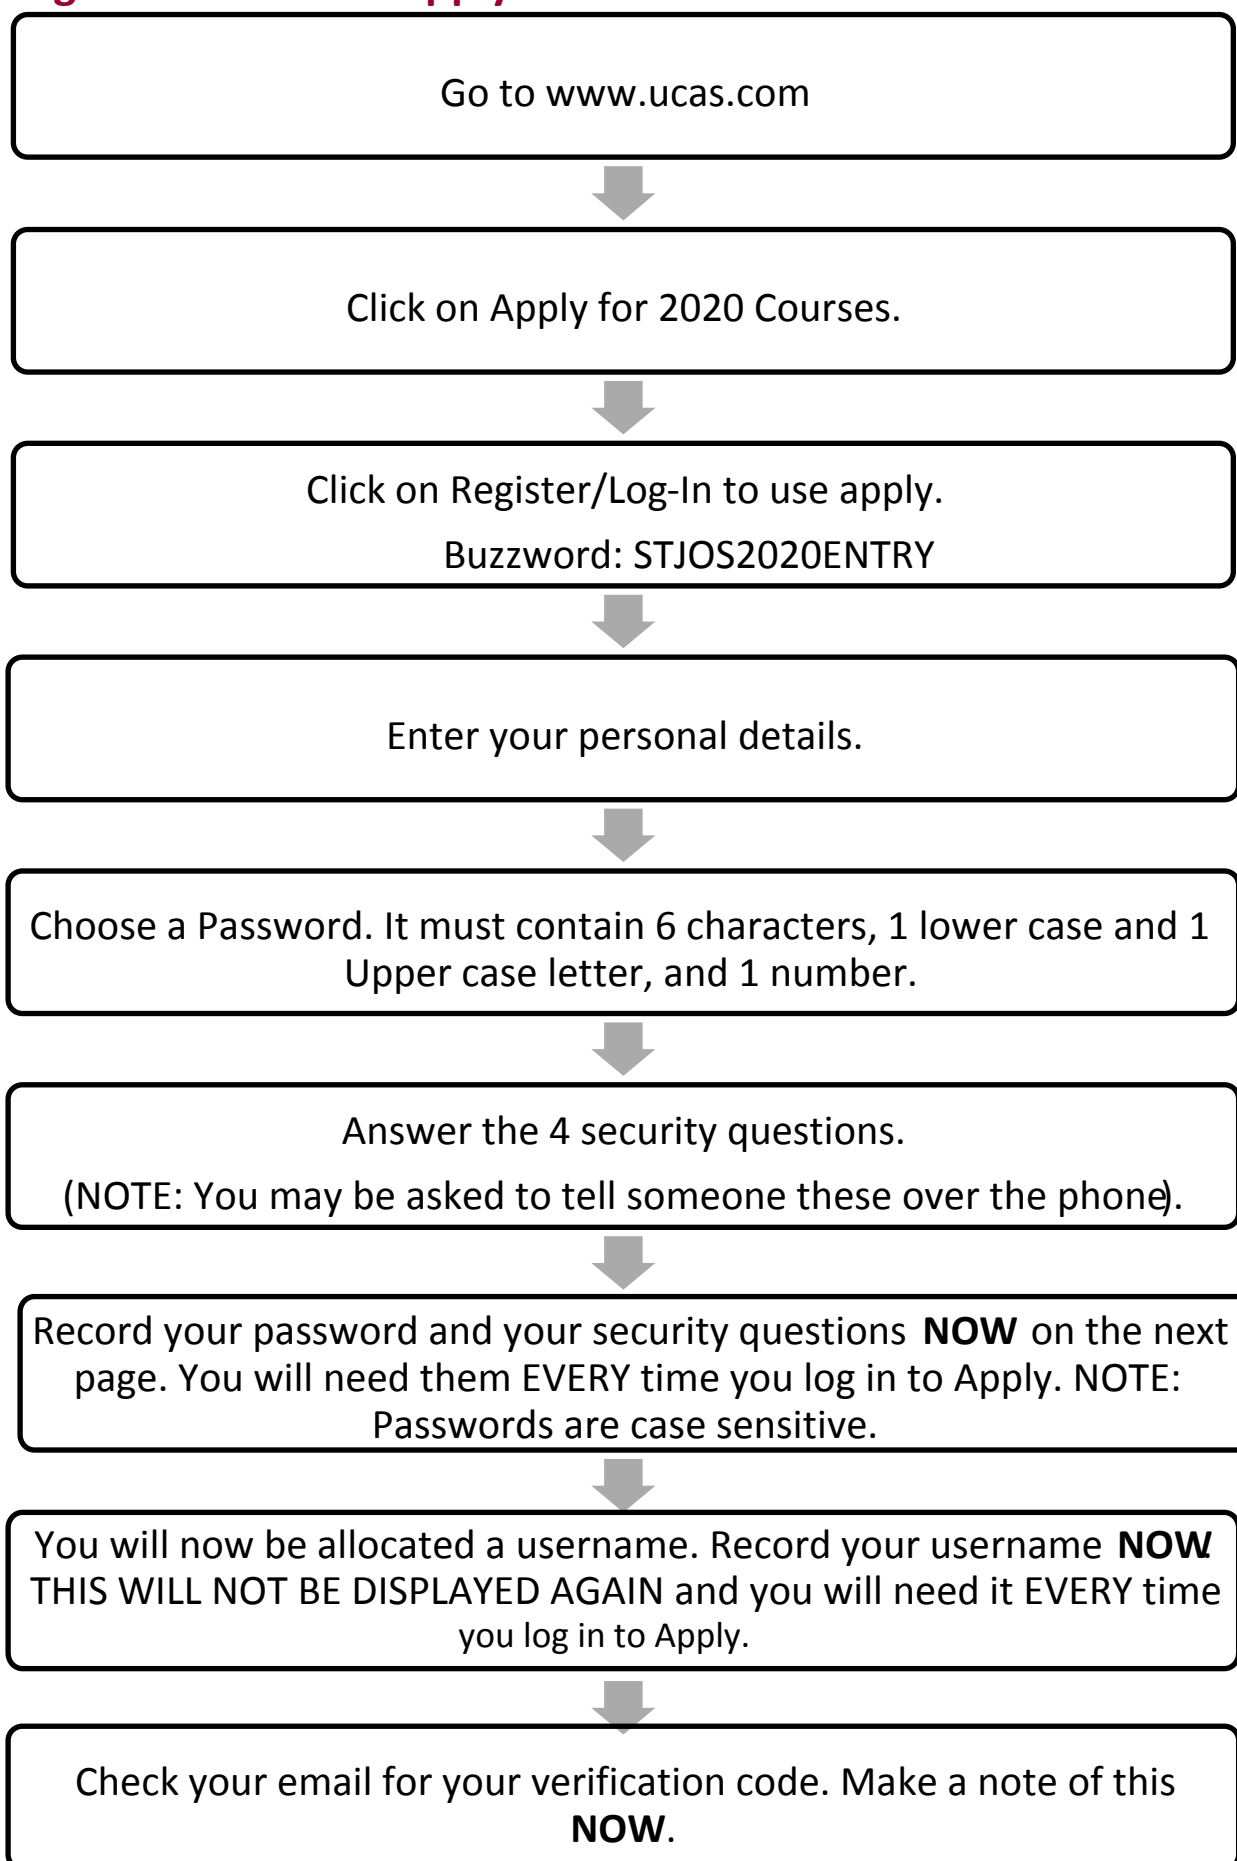 Go to www.ucas.com
Click on Apply for 2020 Courses.
Click on Register/Log-In to use apply.
Buzzword: STJOS2020ENTRY
Enter your personal details.
Choose a Password. It must contain 6 characters, 1 lower case and 1
Upper case letter, and 1 number.
Answer the 4 security questions.
(NOTE: You may be asked to tell someone these over the phone).
Record your password and your security questions NOW on the next
page. You will need them EVERY time you log in to Apply. NOTE:
Passwords are case sensitive.
You will now be allocated a username. Record your username NOW.
THIS WILL NOT BE DISPLAYED AGAIN and you will need it EVERY time
you log in to Apply.
Check your email for your verification code. Make a note of this
NOW.